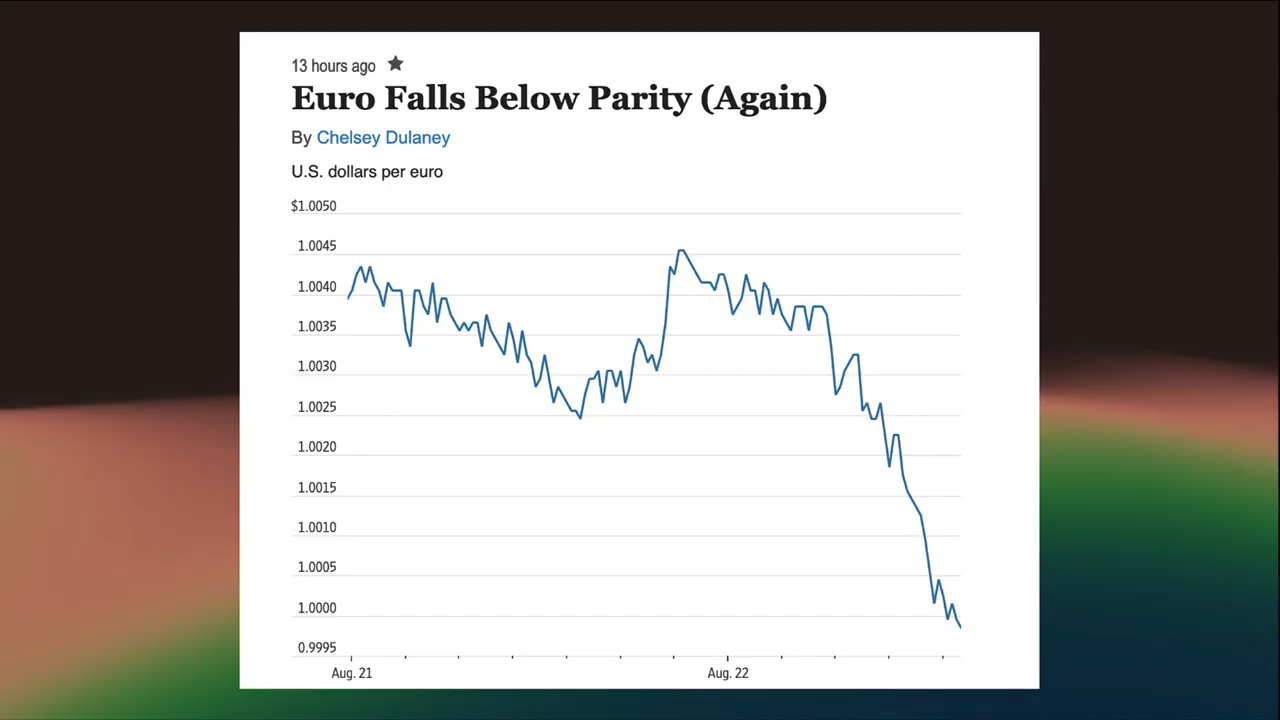 13 hours ago ★
Euro Falls Below Parity (Again)
By Chelsey Dulaney
U.S. dollars per euro
$1.0050
1.0045
1.0040
1.0035
1.0030
1.0025
1.0020
1.0015
1.0010
1.0005
1.0000
0.9995
Aug. 21 Aug. 22